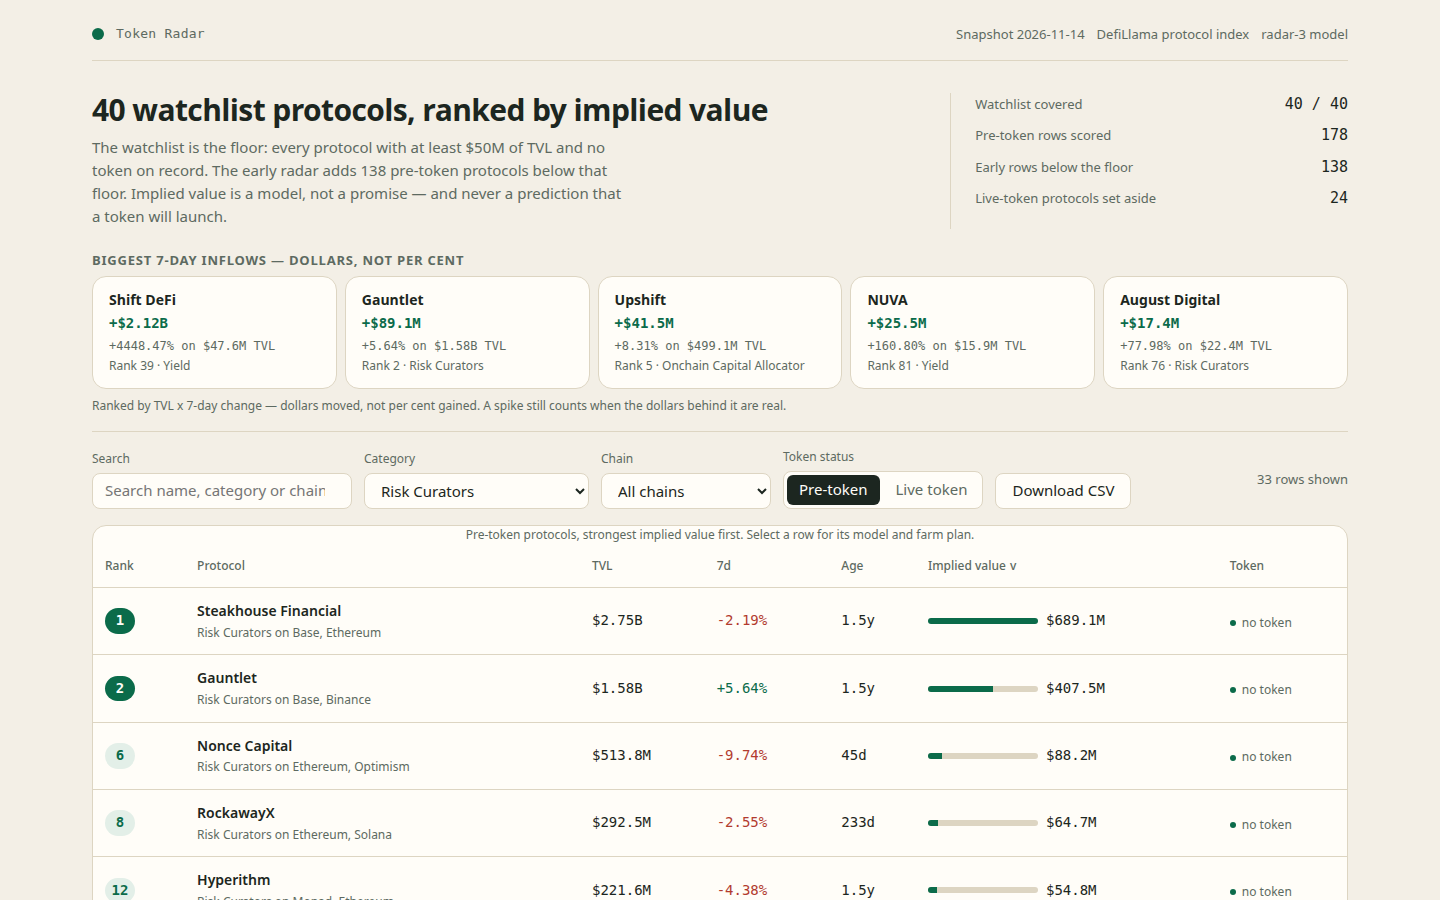 Token Radar
Snapshot 2026-11-14 DefiLlama protocol index radar-3 model
40 watchlist protocols, ranked by implied value
The watchlist is the floor: every protocol with at least $50M of TVL and no
token on record. The early radar adds 138 pre-token protocols below that
floor. Implied value is a model, not a promise — and never a prediction that
a token will launch.
Watchlist covered 40 / 40
Pre-token rows scored 178
Early rows below the floor 138
Live-token protocols set aside 24
BIGGEST 7-DAY INFLOWS — DOLLARS, NOT PER CENT
Shift DeFi
+$2.12B
+4448.47% on $47.6M TVL
Rank 39 · Yield
Gauntlet
+$89.1M
+5.64% on $1.58B TVL
Rank 2 · Risk Curators
Upshift
+$41.5M
+8.31% on $499.1M TVL
Rank 5 · Onchain Capital Allocator
NUVA
+$25.5M
+160.80% on $15.9M TVL
Rank 81 · Yield
August Digital
+$17.4M
+77.98% on $22.4M TVL
Rank 76 · Risk Curators
Ranked by TVL x 7-day change — dollars moved, not per cent gained. A spike still counts when the dollars behind it are real.
Search
Search name, category or chain
Category
Risk Curators
Chain
All chains
Token status
Pre-token Live token
Download CSV
33 rows shown
Pre-token protocols, strongest implied value first. Select a row for its model and farm plan.
Rank Protocol TVL 7d Age Implied value v Token
1 Steakhouse Financial $2.75B -2.19% 1.5y $689.1M no token
Risk Curators on Base, Ethereum
2 Gauntlet $1.58B +5.64% 1.5y $407.5M no token
Risk Curators on Base, Binance
6 Nonce Capital $513.8M -9.74% 45d $88.2M no token
Risk Curators on Ethereum, Optimism
8 RockawayX $292.5M -2.55% 233d $64.7M no token
Risk Curators on Ethereum, Solana
12 Hyperithm $221.6M -4.38% 1.5y $54.8M no token
Risk Curators on Monad, Ethereum